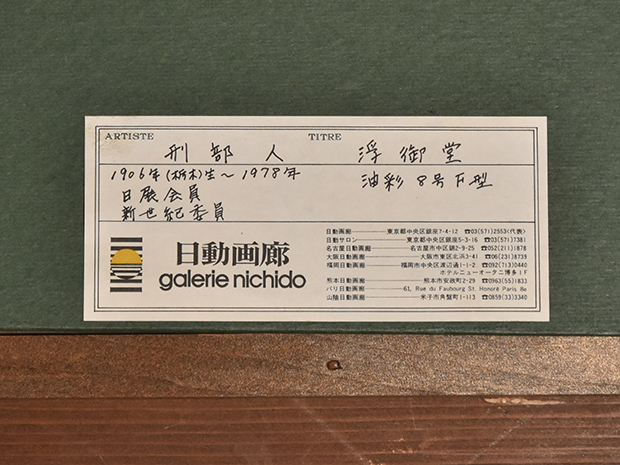 ARTISTE TITRE
刑部人 浮御堂
1906年(栃木)生～1978年 油彩 8号F型
日展会員
新世紀委員
日動画廊
galerie nichido
日動画廊 東京都中央区銀座7-4-12 ☎03(571)2553<代表>
日動サロン 東京都中央区銀座5-3-16 ☎03(571)7381
名古屋日動画廊 名古屋市中区錦2-9-25 ☎052(211)1878
大阪日動画廊 大阪市東区北浜3-41 ☎06(231)8739
福岡日動画廊 福岡市中央区渡辺通1-1-2 ☎092(713)0440
ホテルニューオータニ博多1F
熊本日動画廊 熊本市安政町2-29 ☎0963(55)1833
パリ日動画廊 61, Rue du Faubourg St. Honoré Paris 8e
山陰日動画廊 米子市角盤町1-113 ☎0859(33)3340